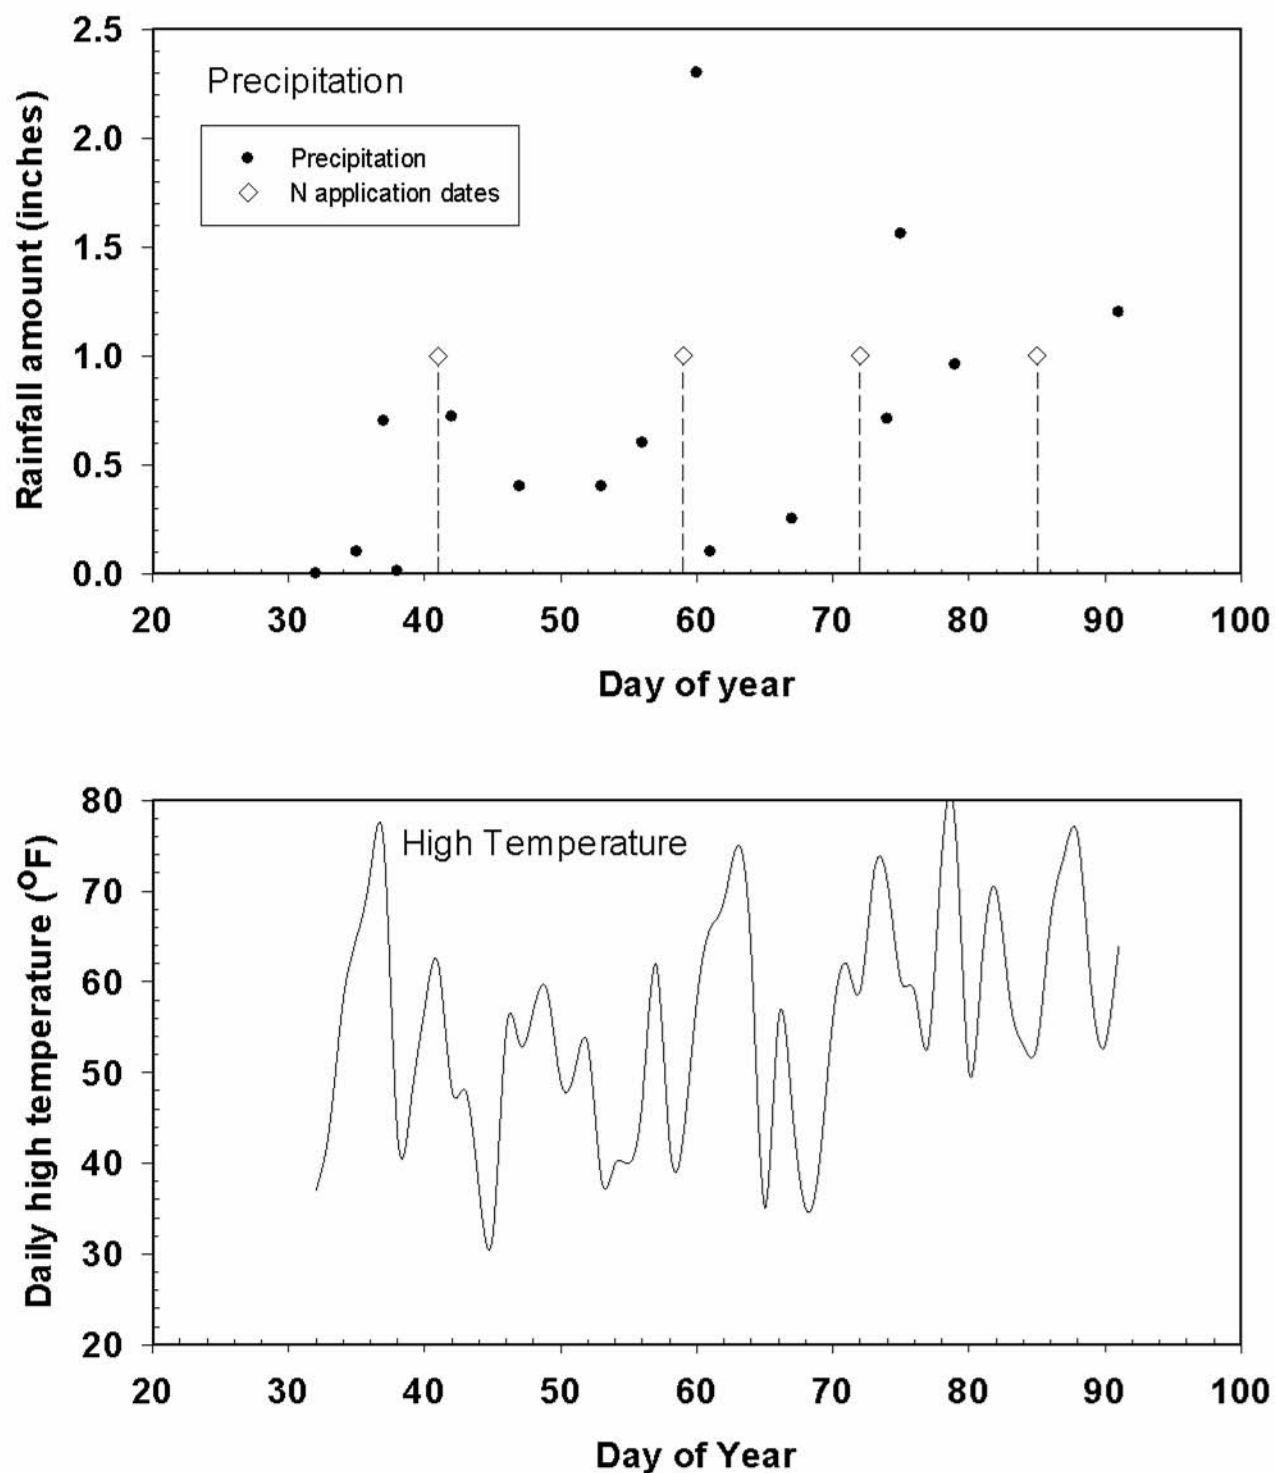 2.5
Precipitation
2.0
Precipitation
N application dates
1.5
1.0
0.5
0.0
Rainfall amount (inches)
20 30 40 50 60 70 80 90 100
Day of year
80
High Temperature
70
60
50
40
30
20
Daily high temperature (ºF)
20 30 40 50 60 70 80 90 100
Day of Year